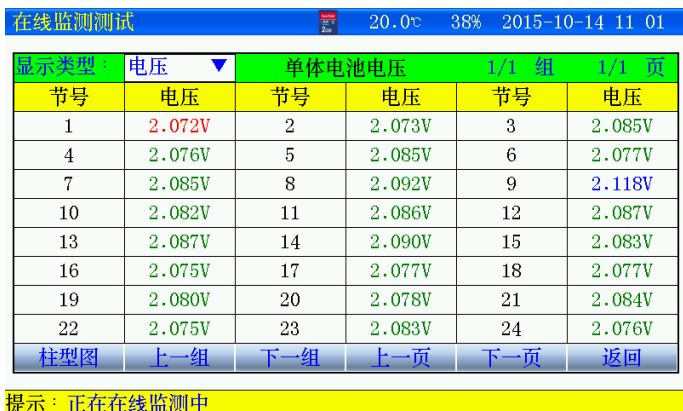 在线监测测试 20.0℃ 38% 2015-10-14 11 01
显示类型： 电压 ▼ 单体电池电压 1/1 组 1/1 页
节号 电压 节号 电压 节号 电压
1 2.072V 2 2.073V 3 2.085V
4 2.076V 5 2.085V 6 2.077V
7 2.085V 8 2.092V 9 2.118V
10 2.082V 11 2.086V 12 2.087V
13 2.087V 14 2.090V 15 2.083V
16 2.075V 17 2.077V 18 2.077V
19 2.080V 20 2.078V 21 2.084V
22 2.075V 23 2.083V 24 2.076V
柱型图 上一组 下一组 上一页 下一页 返回
提示：正在在线监测中